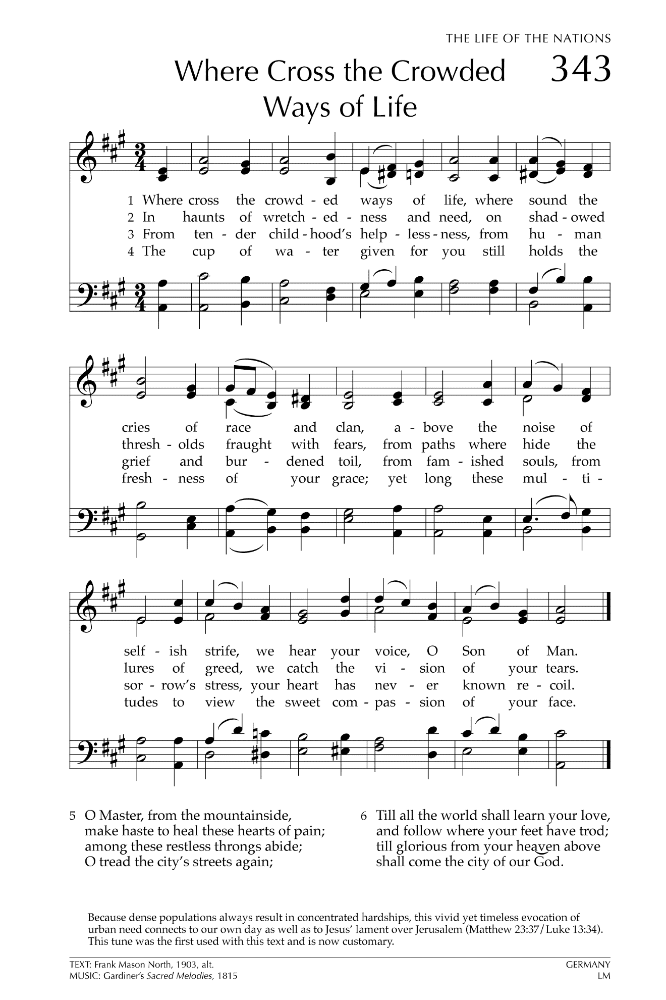 THE LIFE OF THE NATIONS
Where Cross the Crowded 343
Ways of Life
3
4
1 Where cross the crowd - ed ways of life, where sound the
2 In haunts of wretch - ed - ness and need, on shad - owed
3 From ten - der child - hood's help - less - ness, from hu - man
4 The cup of wa - ter given for you still holds the
3
4
cries of race and clan, a - bove the noise of
thresh - olds fraught with fears, from paths where hide the
grief and bur - dened toil, from fam - ished souls, from
fresh - ness of your grace; yet long these mul - ti -
self - ish strife, we hear your voice, O Son of Man.
lures of greed, we catch the vi - sion of your tears.
sor - row's stress, your heart has nev - er known re - coil.
tudes to view the sweet com - pas - sion of your face.
5 O Master, from the mountainside,
make haste to heal these hearts of pain;
among these restless throngs abide;
O tread the city's streets again;
6 Till all the world shall learn your love,
and follow where your feet have trod;
till glorious from your heaven above
shall come the city of our God.
Because dense populations always result in concentrated hardships, this vivid yet timeless evocation of
urban need connects to our own day as well as to Jesus' lament over Jerusalem (Matthew 23:37/Luke 13:34).
This tune was the first used with this text and is now customary.
TEXT: Frank Mason North, 1903, alt. GERMANY
MUSIC: Gardiner's Sacred Melodies, 1815 LM